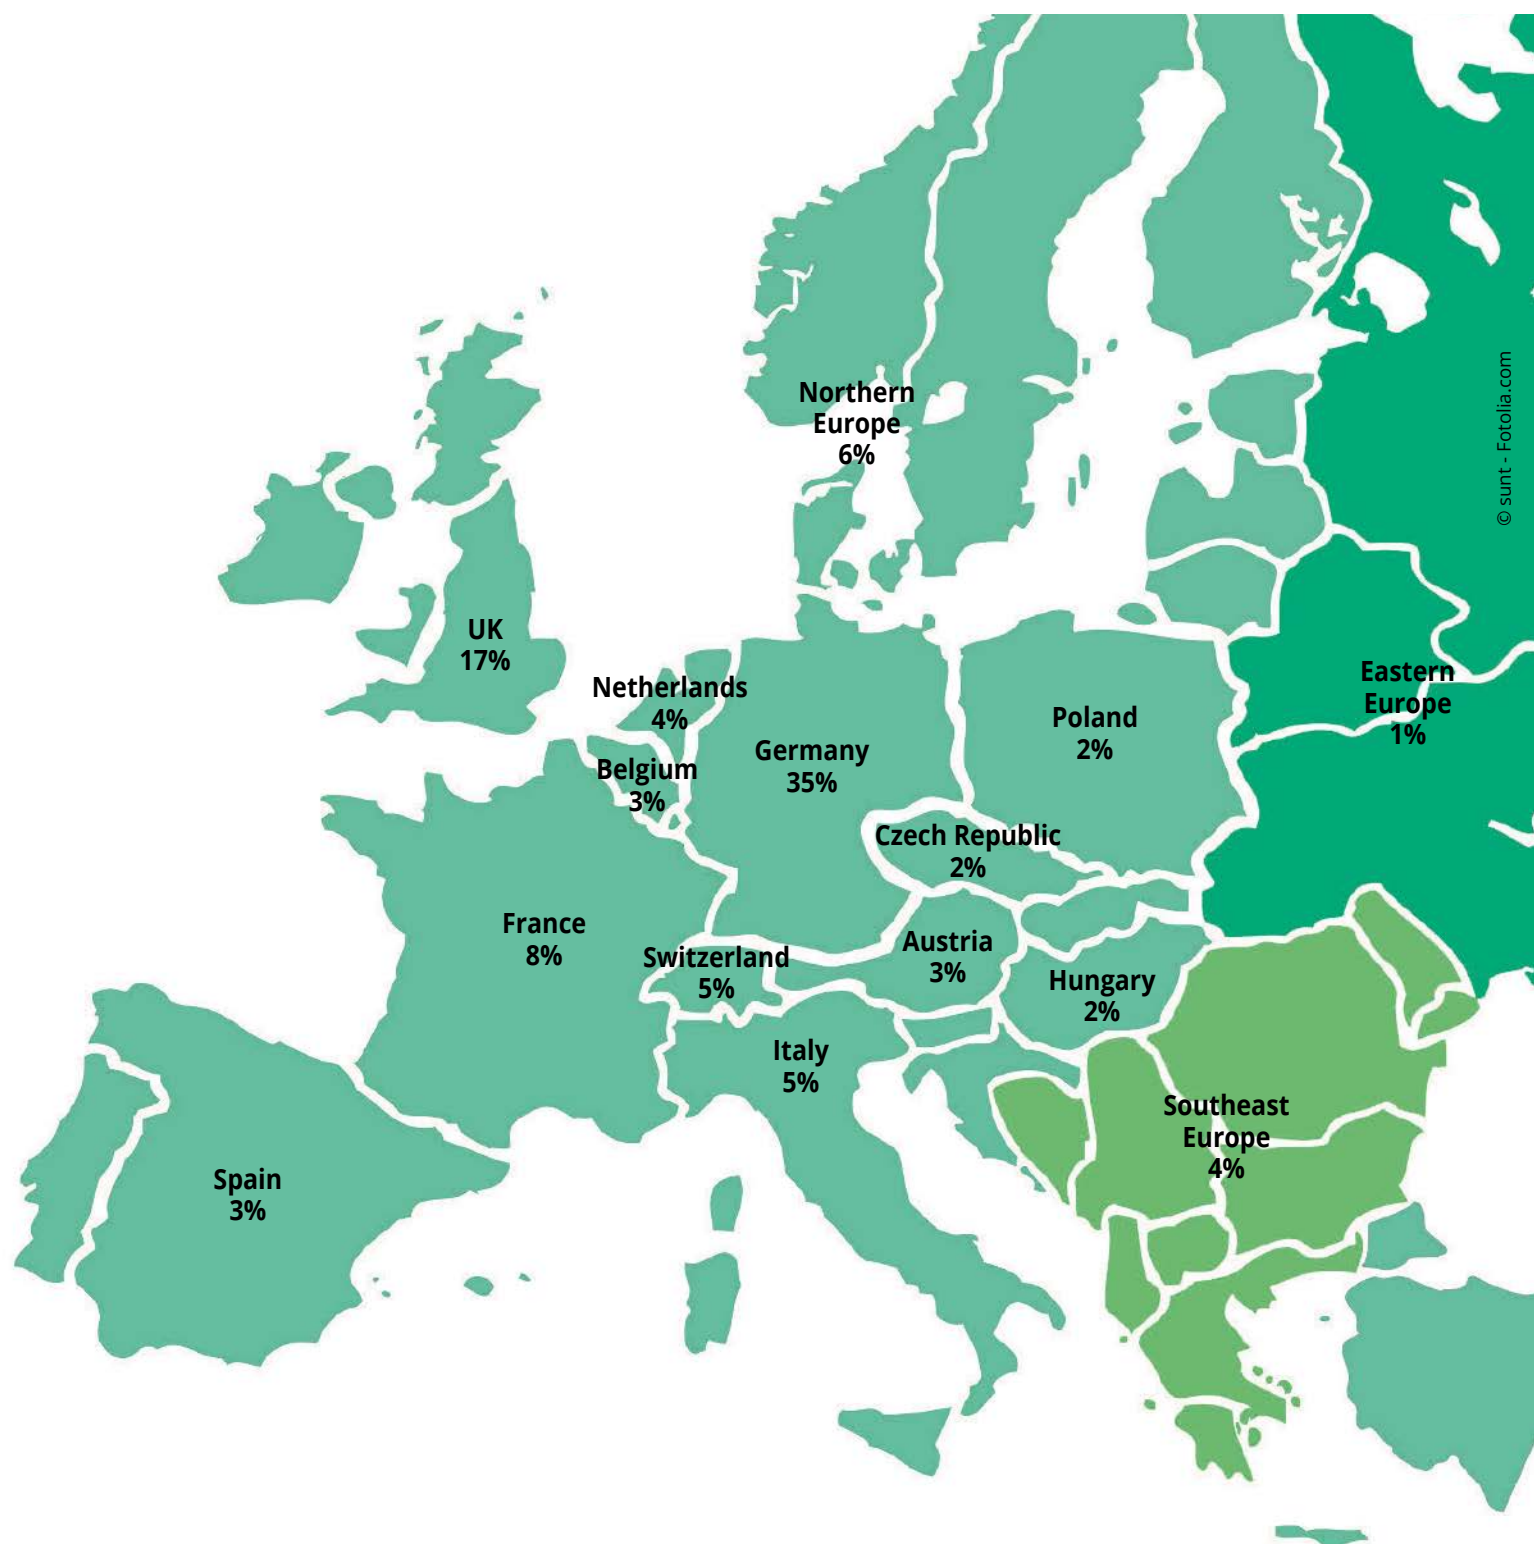 Northern
Europe
6%
© sunt - Fotolia.com
UK
17%
Netherlands
4%
Belgium
3%
Germany
35%
Poland
2%
Eastern
Europe
1%
Czech Republic
2%
France
8%
Switzerland
5%
Austria
3%
Hungary
2%
Italy
5%
Southeast
Europe
4%
Spain
3%